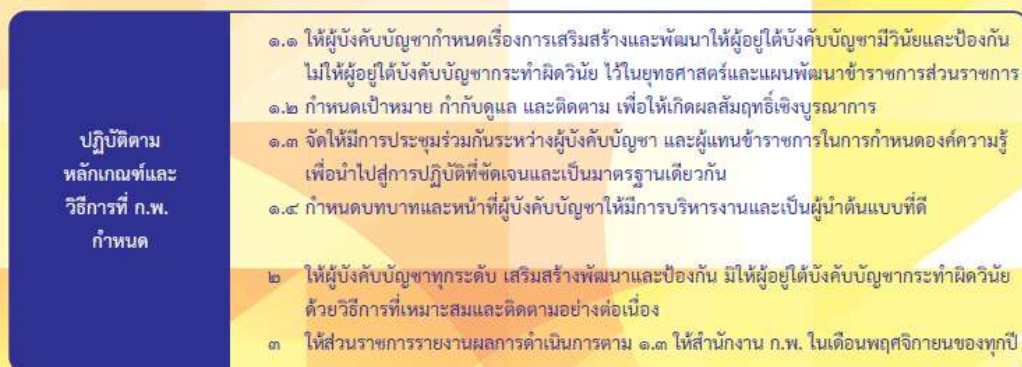 ปฏิบัติตาม
หลักเกณฑ์และ
วิธีการที่ ก.พ.
กำหนด
๑.๑ ให้ผู้บังคับบัญชากำหนดเรื่องการเสริมสร้างและพัฒนาให้ผู้อยู่ใต้บังคับบัญชามีวินัยและป้องกัน
ไม่ให้ผู้อยู่ใต้บังคับบัญชากระทำผิดวินัย ไว้ในยุทธศาสตร์และแผนพัฒนาข้าราชการส่วนราชการ
๑.๒ กำหนดเป้าหมาย กำกับดูแล และติดตาม เพื่อให้เกิดผลสัมฤทธิ์เชิงบูรณาการ
๑.๓ จัดให้มีการประชุมร่วมกันระหว่างผู้บังคับบัญชา และผู้แทนข้าราชการในการกำหนดองค์ความรู้
เพื่อนำไปสู่การปฏิบัติที่ชัดเจนและเป็นมาตรฐานเดียวกัน
๑.๔ กำหนดบทบาทและหน้าที่ผู้บังคับบัญชาให้มีการบริหารงานและเป็นผู้นำต้นแบบที่ดี
๒ ให้ผู้บังคับบัญชาทุกระดับ เสริมสร้างพัฒนาและป้องกัน มิให้ผู้อยู่ใต้บังคับบัญชากระทำผิดวินัย
ด้วยวิธีการที่เหมาะสมและติดตามอย่างต่อเนื่อง
๓ ให้ส่วนราชการรายงานผลการดำเนินการตาม ๑.๓ ให้สำนักงาน ก.พ. ในเดือนพฤศจิกายนของทุกปี